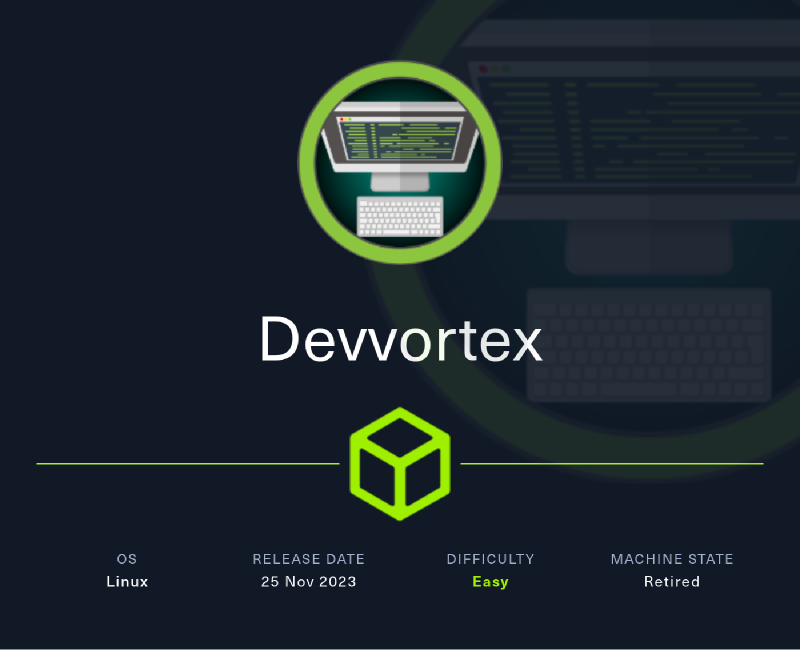 Devvortex
OS RELEASE DATE DIFFICULTY MACHINE STATE
Linux 25 Nov 2023 Easy Retired